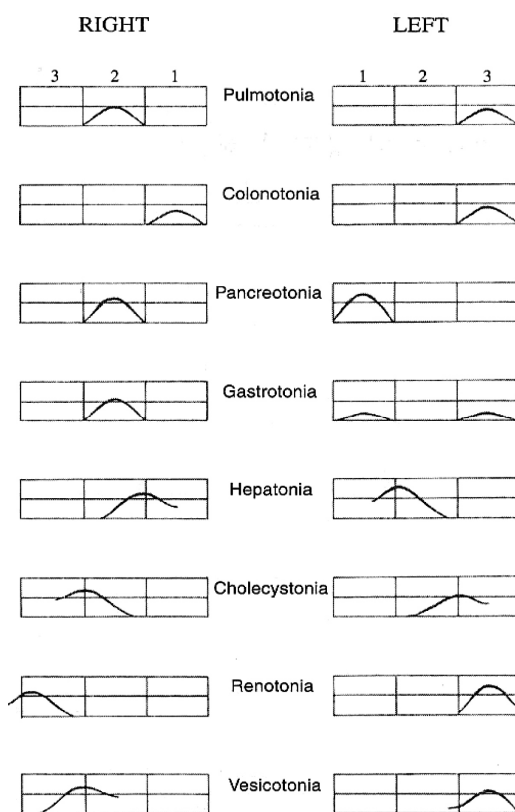 RIGHT LEFT
3 2 1 1 2 3
Pulmotonia
Colonotonia
Pancreotonia
Gastrotonia
Hepatonia
Cholecystonia
Renotonia
Vesicotonia